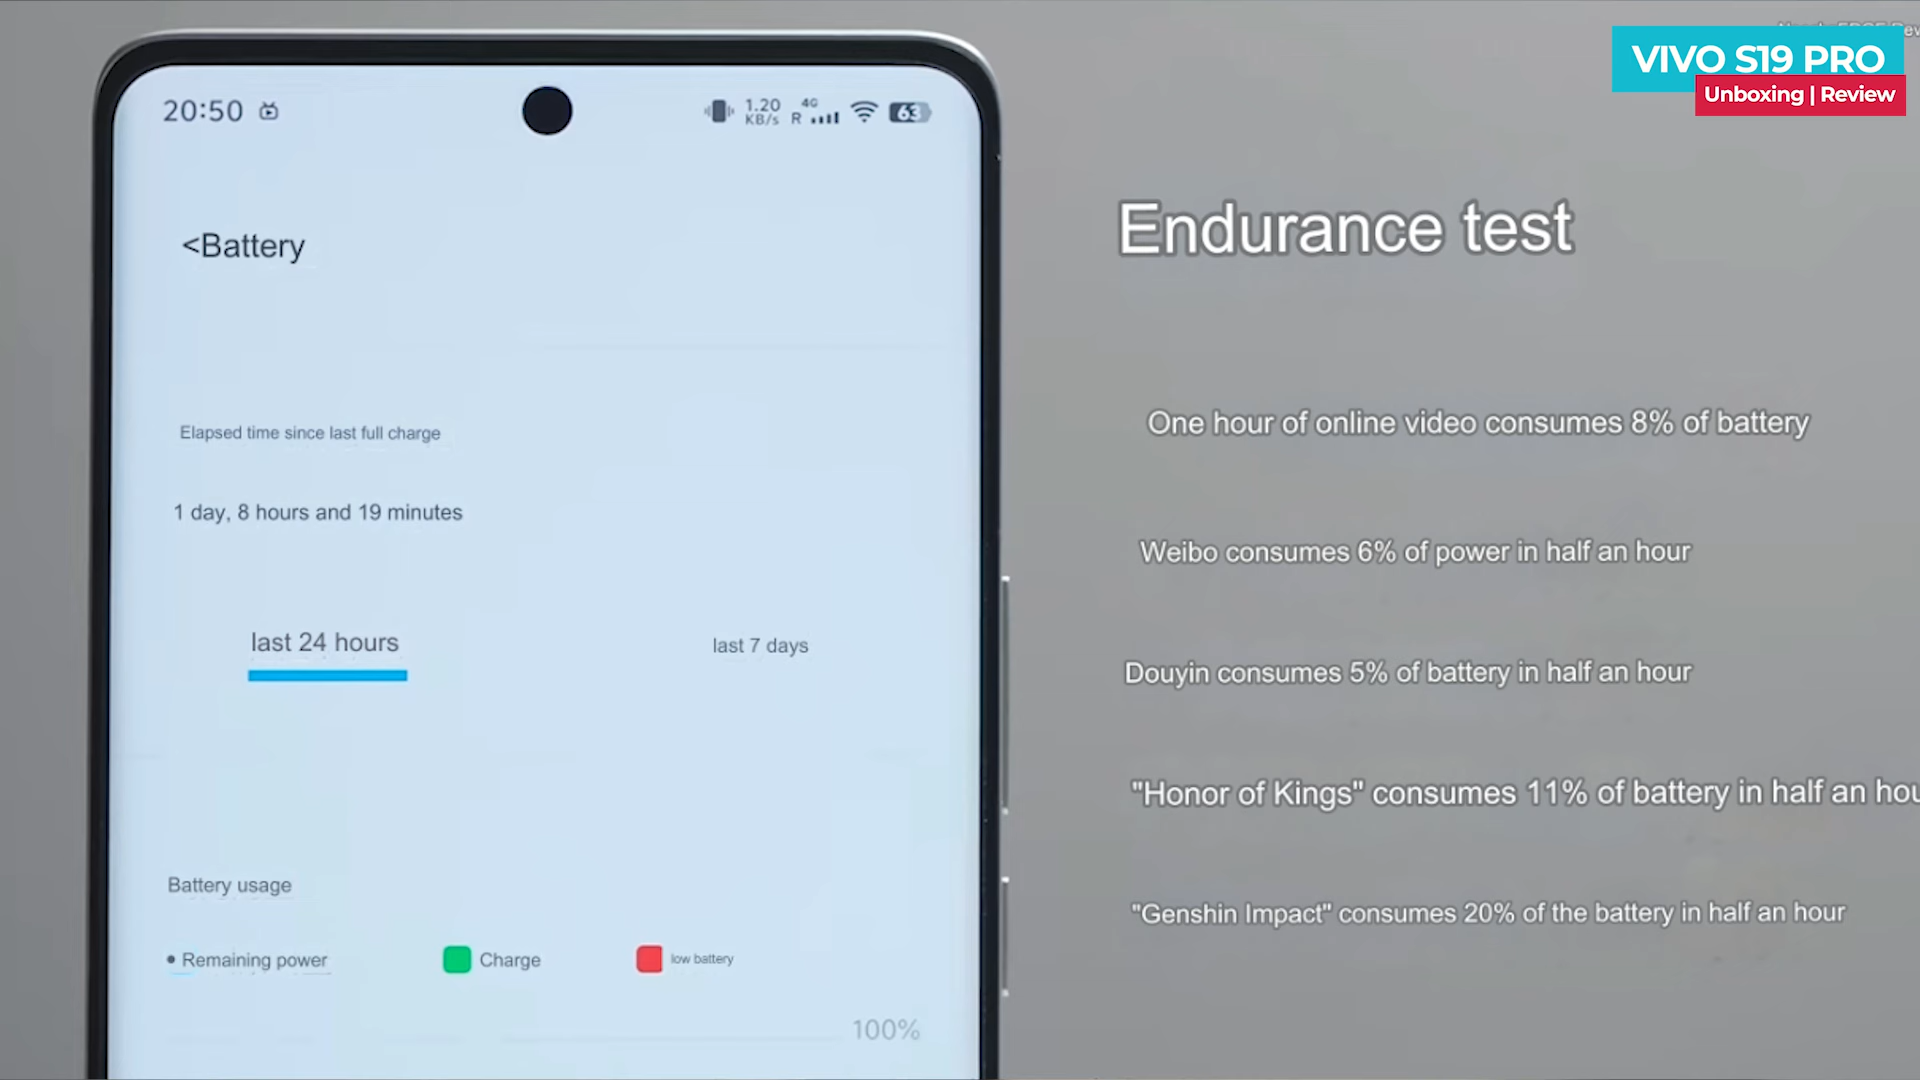 VIVO S19 PRO
Unboxing | Review
20:50
1.20
KB/s
R
4G
63
<Battery
Elapsed time since last full charge
1 day, 8 hours and 19 minutes
last 24 hours
last 7 days
Battery usage
• Remaining power
Charge
low battery
100%
Endurance test
One hour of online video consumes 8% of battery
Weibo consumes 6% of power in half an hour
Douyin consumes 5% of battery in half an hour
"Honor of Kings" consumes 11% of battery in half an hou
"Genshin Impact" consumes 20% of the battery in half an hour